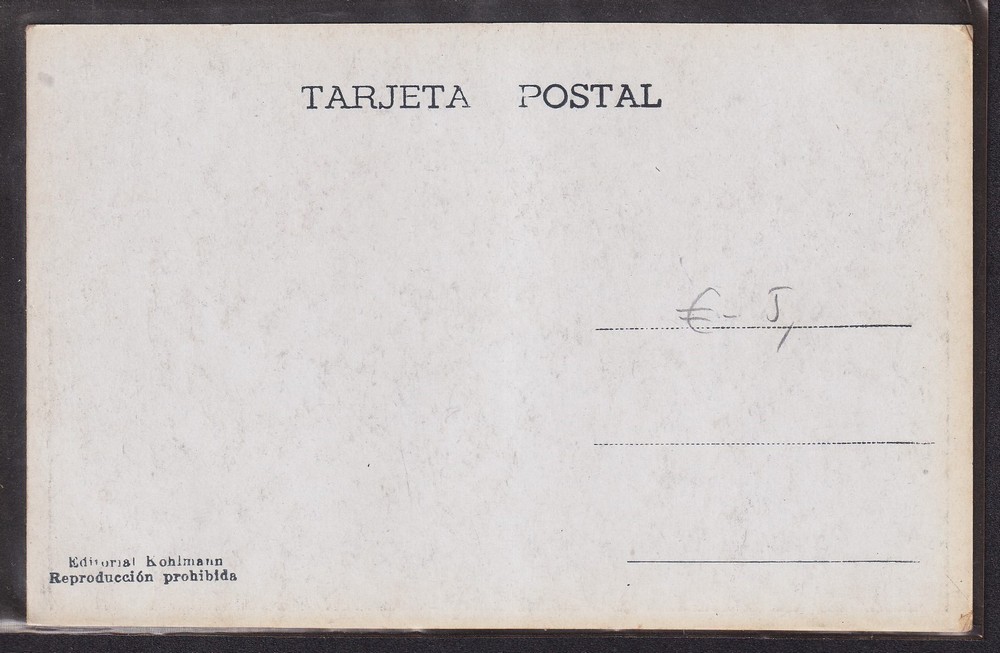 TARJETA POSTAL
€- 5,
Editorial Kohlmann
Reproducción prohibida